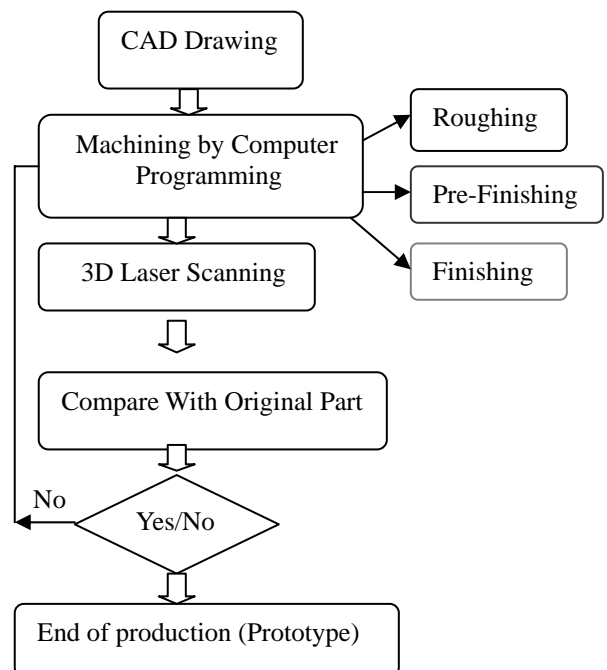 CAD Drawing
Machining by Computer
Programming
Roughing
Pre-Finishing
Finishing
3D Laser Scanning
Compare With Original Part
No
Yes/No
End of production (Prototype)